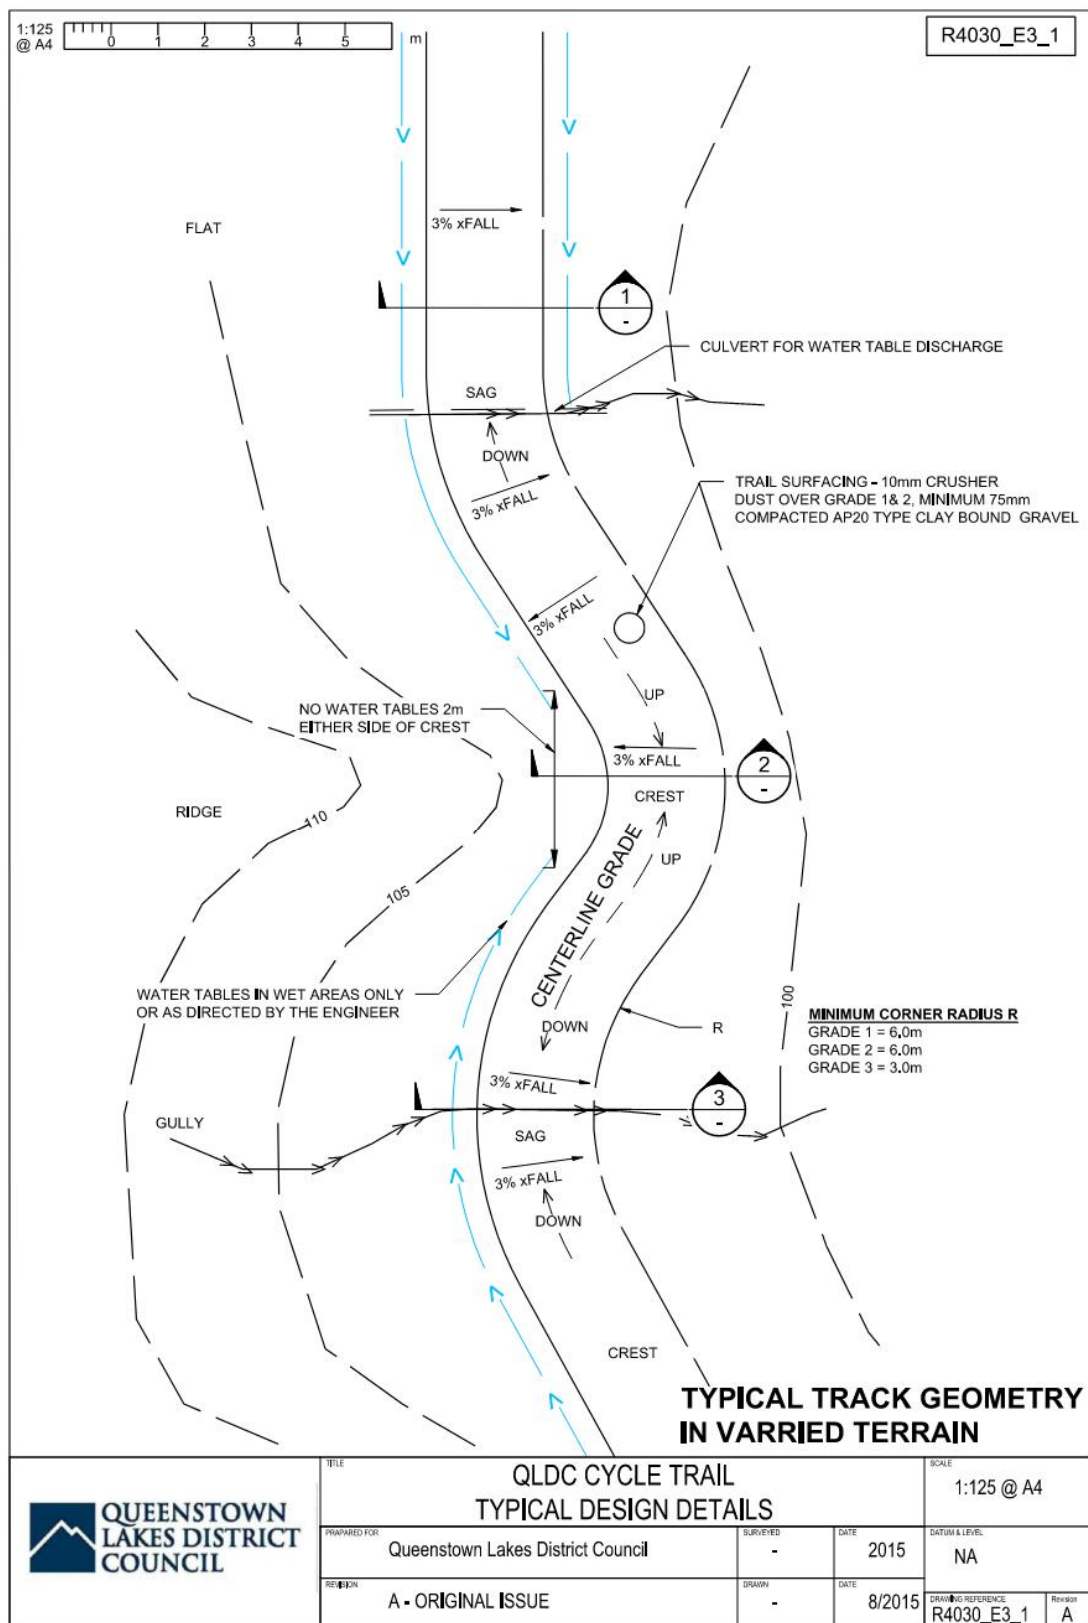 1:125
@ A4
0 1 2 3 4 5 m
R4030_E3_1
3% xFALL
FLAT
1
-
CULVERT FOR WATER TABLE DISCHARGE
SAG
DOWN
3% xFALL
TRAIL SURFACING - 10mm CRUSHER
DUST OVER GRADE 1& 2, MINIMUM 75mm
COMPACTED AP20 TYPE CLAY BOUND GRAVEL
3% xFALL
UP
NO WATER TABLES 2m
EITHER SIDE OF CREST
3% xFALL
2
-
CREST
RIDGE
110
UP
105
CENTERLINE GRADE
WATER TABLES IN WET AREAS ONLY
OR AS DIRECTED BY THE ENGINEER
100
DOWN
R
MINIMUM CORNER RADIUS R
GRADE 1 = 6.0m
GRADE 2 = 6.0m
GRADE 3 = 3.0m
3% xFALL
3
-
GULLY
SAG
3% xFALL
DOWN
CREST
TYPICAL TRACK GEOMETRY
IN VARRIED TERRAIN
QUEENSTOWN
LAKES DISTRICT
COUNCIL
TITLE
QLDC CYCLE TRAIL
TYPICAL DESIGN DETAILS
SCALE
1:125 @ A4
PREPARED FOR
Queenstown Lakes District Council
SURVEYED
-
DATE
2015
DATUM & LEVEL
NA
REVISION
A - ORIGINAL ISSUE
DRAWN
-
DATE
8/2015
DRAWING REFERENCE
R4030_E3_1
Revision
A